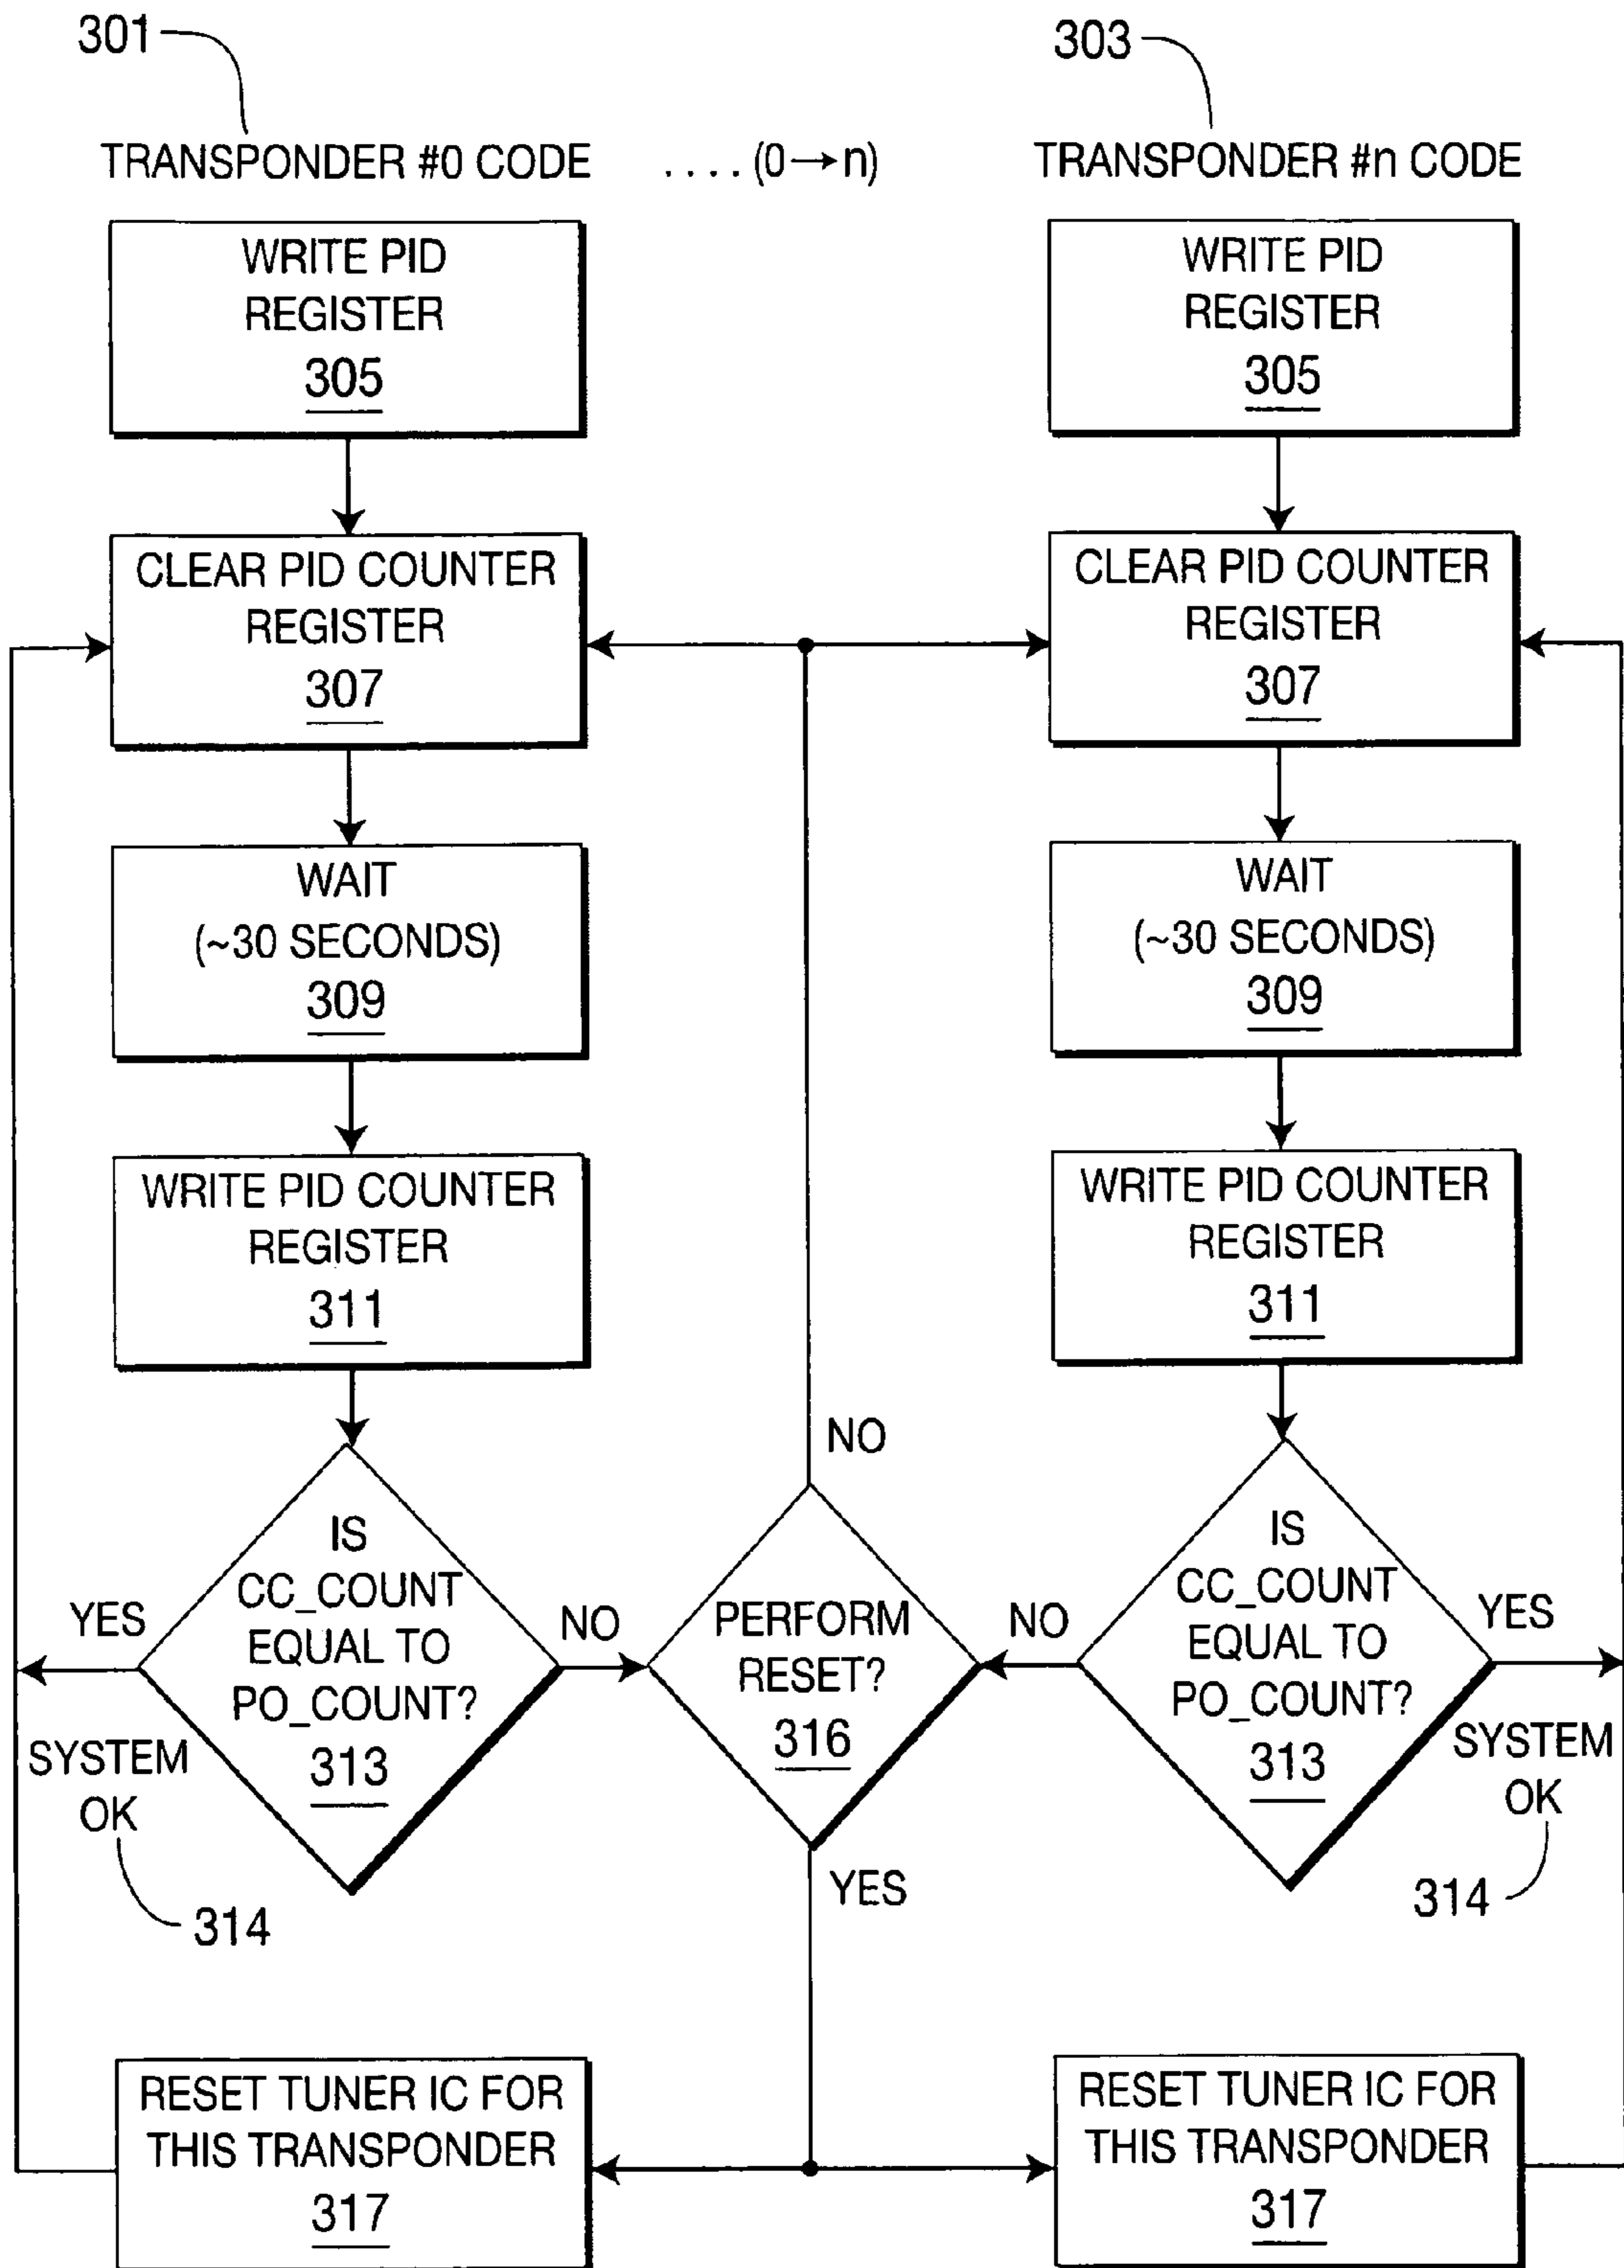 301
303
TRANSPONDER #0 CODE .... (0→n) TRANSPONDER #n CODE
WRITE PID
REGISTER
305
CLEAR PID COUNTER
REGISTER
307
WAIT
(~30 SECONDS)
309
WRITE PID COUNTER
REGISTER
311
IS
CC_COUNT
EQUAL TO
PO_COUNT?
313
YES
SYSTEM
OK
314
NO
PERFORM
RESET?
316
NO
YES
RESET TUNER IC FOR
THIS TRANSPONDER
317
WRITE PID
REGISTER
305
CLEAR PID COUNTER
REGISTER
307
WAIT
(~30 SECONDS)
309
WRITE PID COUNTER
REGISTER
311
IS
CC_COUNT
EQUAL TO
PO_COUNT?
313
NO
YES
SYSTEM
OK
314
RESET TUNER IC FOR
THIS TRANSPONDER
317